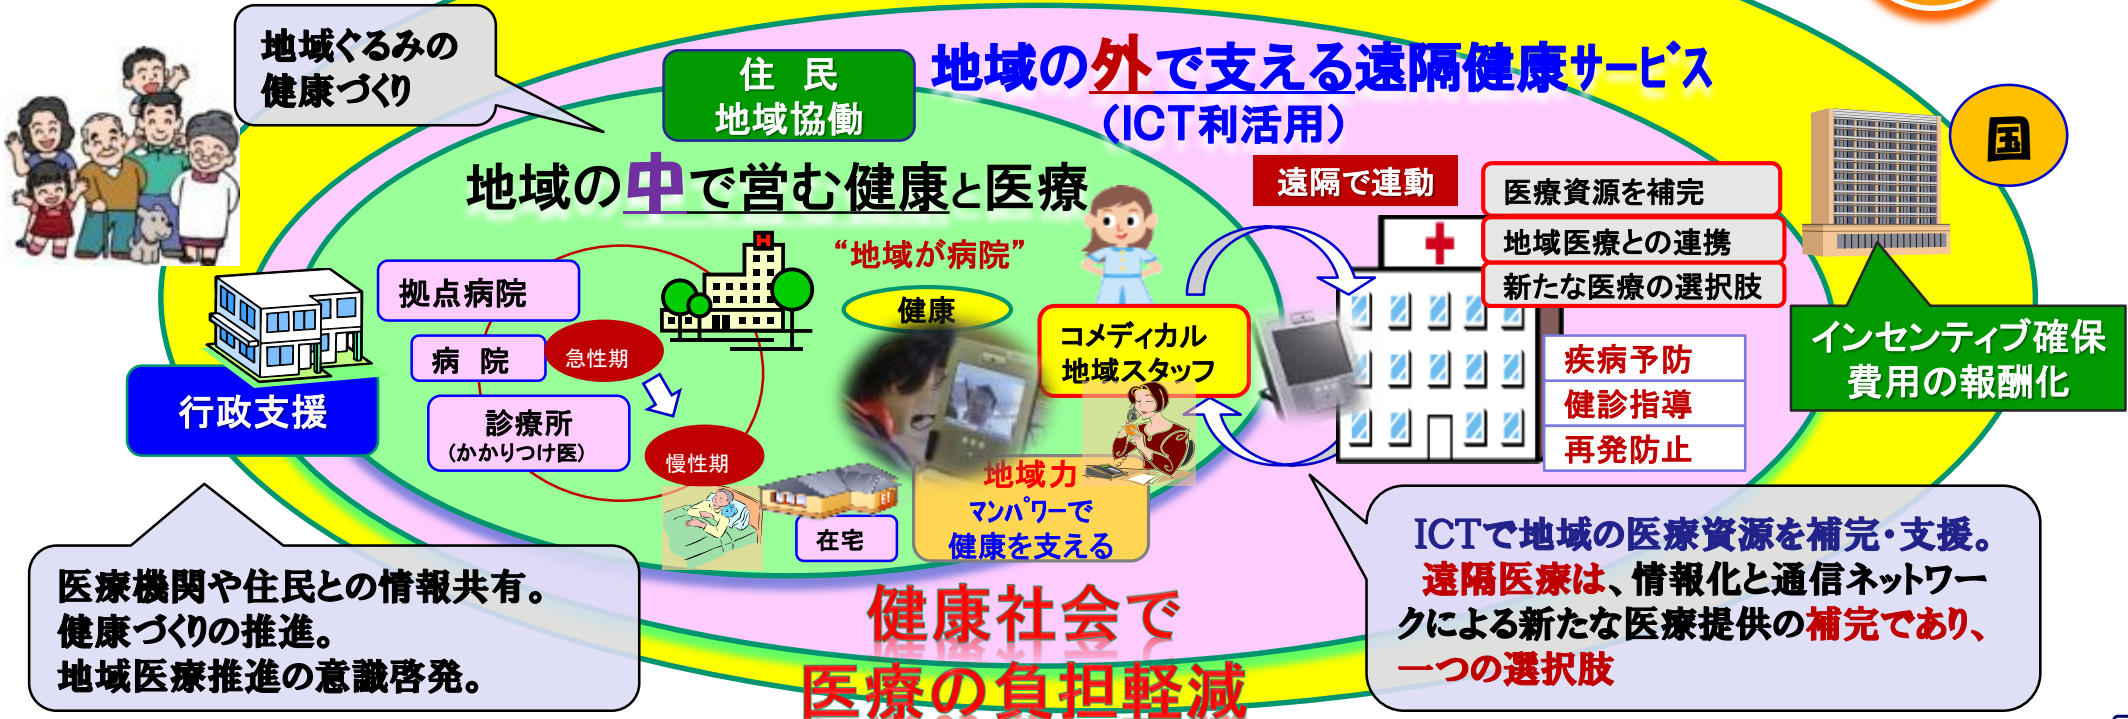 地域ぐるみの
健康づくり
住 民
地域協働
地域の外で支える遠隔健康サービス
（ICT利活用）
国
地域の中で営む健康と医療
遠隔で連動
医療資源を補完
地域医療との連携
新たな医療の選択肢
H
“地域が病院”
拠点病院
健康
コメディカル
地域スタッフ
病 院
急性期
インセンティブ確保
費用の報酬化
疾病予防
健診指導
再発防止
行政支援
診療所
(かかりつけ医)
慢性期
地域力
マンパワーで
健康を支える
在宅
医療機関や住民との情報共有。
健康づくりの推進。
地域医療推進の意識啓発。
ICTで地域の医療資源を補完・支援。
遠隔医療は、情報化と通信ネットワー
クによる新たな医療提供の補完であり、
一つの選択肢
健康社会で
医療の負担軽減